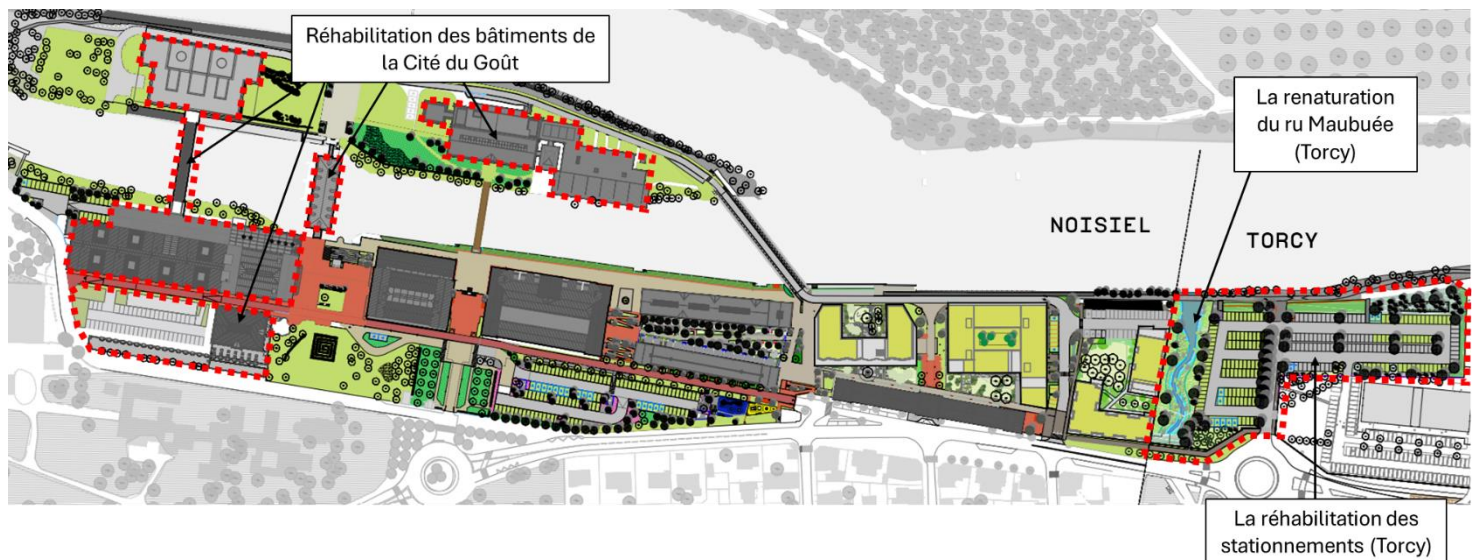 Réhabilitation des bâtiments de
la Cité du Goût
La renaturation
du ru Maubuée
(Torcy)
NOISIEL
TORCY
La réhabilitation des
stationnements (Torcy)